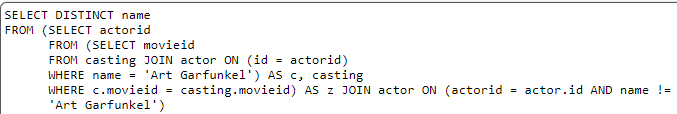 SELECT DISTINCT name
FROM (SELECT actorid
FROM (SELECT movieid
FROM casting JOIN actor ON (id = actorid)
WHERE name = 'Art Garfunkel') AS c, casting
WHERE c.movieid = casting.movieid) AS z JOIN actor ON (actorid = actor.id AND name !=
'Art Garfunkel')